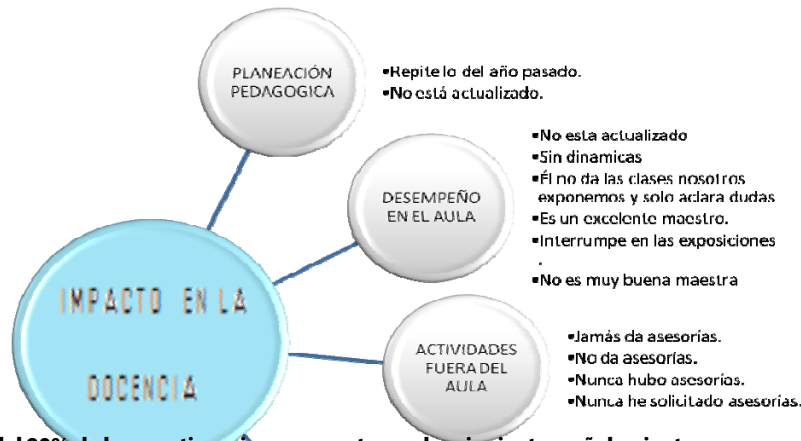 PLANEACIÓN
PEDAGOGICA
•Repite lo del año pasado.
•No está actualizado.
DESEMPEÑO
EN EL AULA
•No esta actualizado
•Sin dinamicas
•Él no da las clases nosotros
exponemos y solo aclara dudas
•Es un excelente maestro.
•Interrumpe en las exposiciones
.
•No es muy buena maestra
IMPACTO EN LA
DOCENCIA
ACTIVIDADES
FUERA DEL
AULA
•Jamás da asesorías.
•No da asesorías.
•Nunca hubo asesorías.
•Nunca he solicitado asesorías.